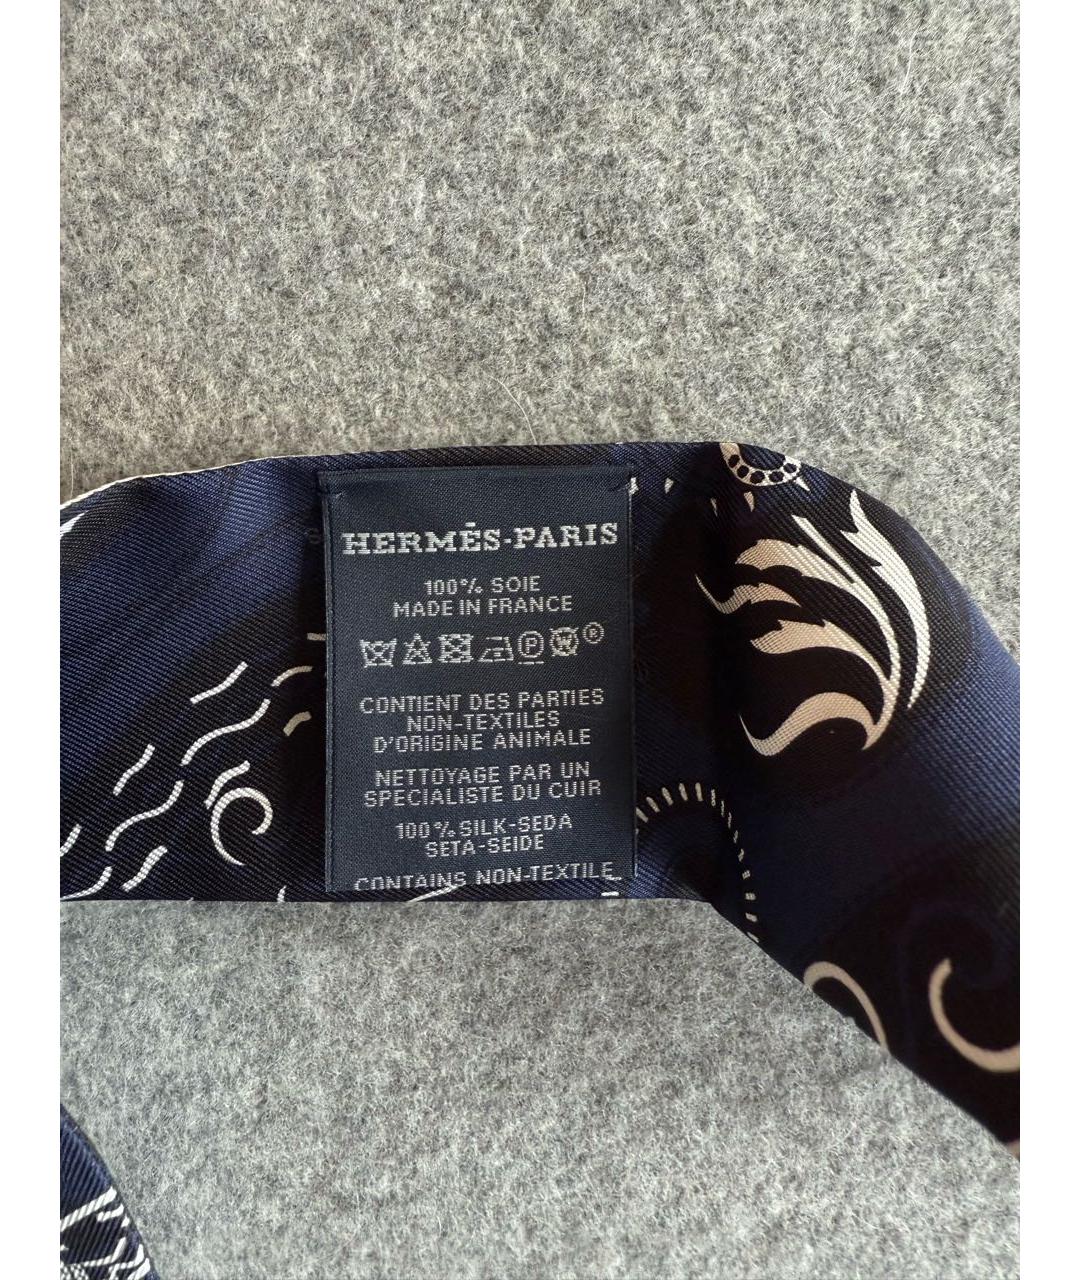 HERMÈS-PARIS
100% SOIE
MADE IN FRANCE
P W ®
CONTIENT DES PARTIES
NON-TEXTILES
D'ORIGINE ANIMALE
NETTOYAGE PAR UN
SPECIALISTE DU CUIR
100% SILK-SEDA
SETA-SEIDE
CONTAINS NON-TEXTILE